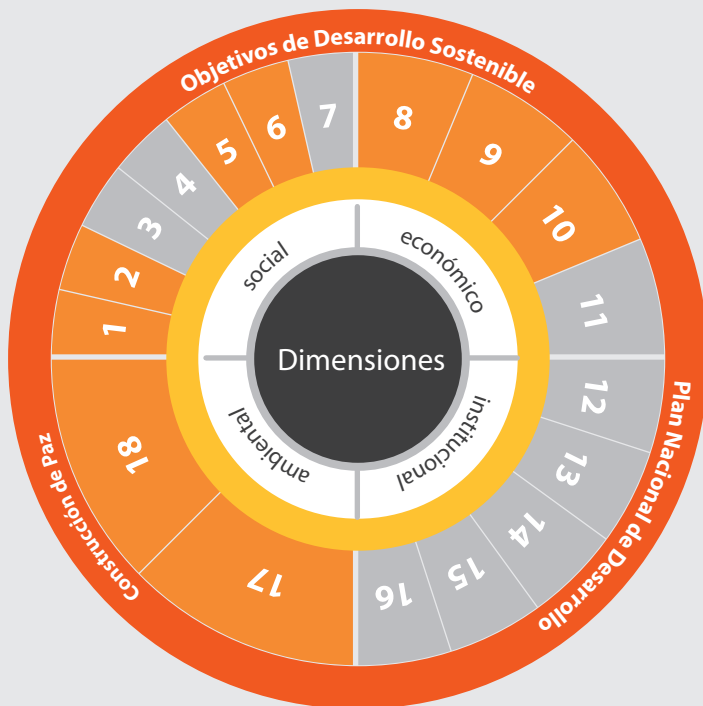 Objetivos de Desarrollo Sostenible
Plan Nacional de Desarrollo
Construcción de Paz
1
2
3
4
5
6
7
8
9
10
11
12
13
14
15
16
17
18
social
económico
institucional
ambiental
Dimensiones